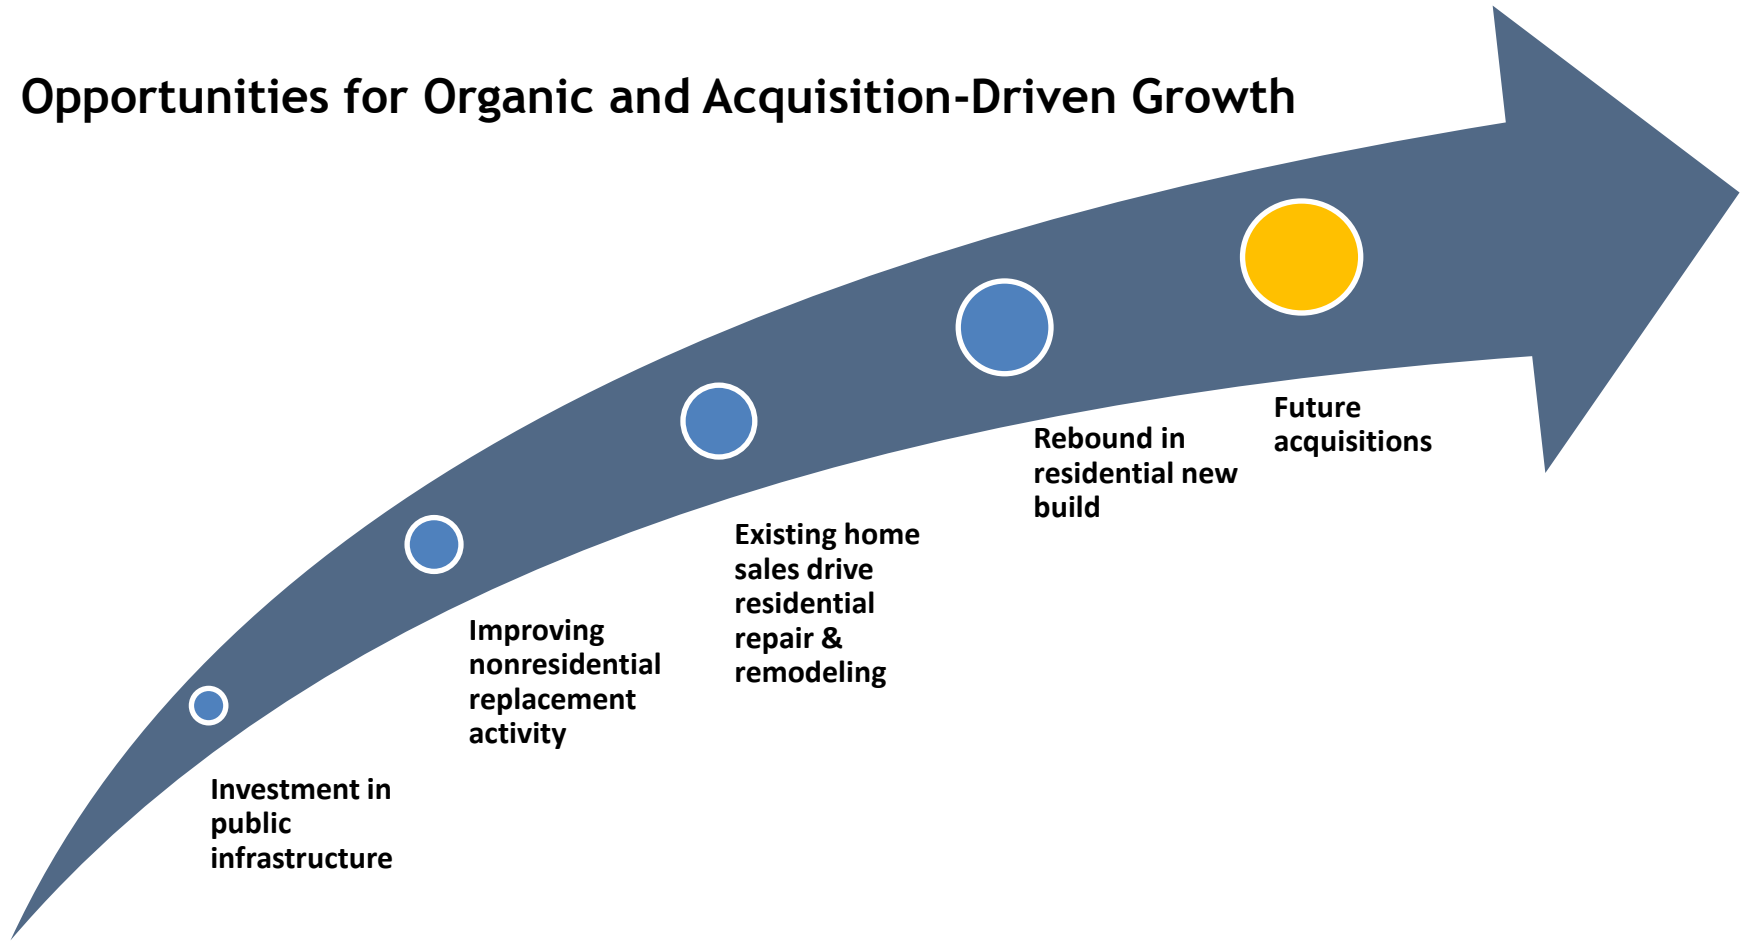 Opportunities for Organic and Acquisition-Driven Growth
Future
acquisitions
Rebound in
residential new
build
Existing home
sales drive
residential
repair &
remodeling
Improving
nonresidential
replacement
activity
Investment in
public
infrastructure